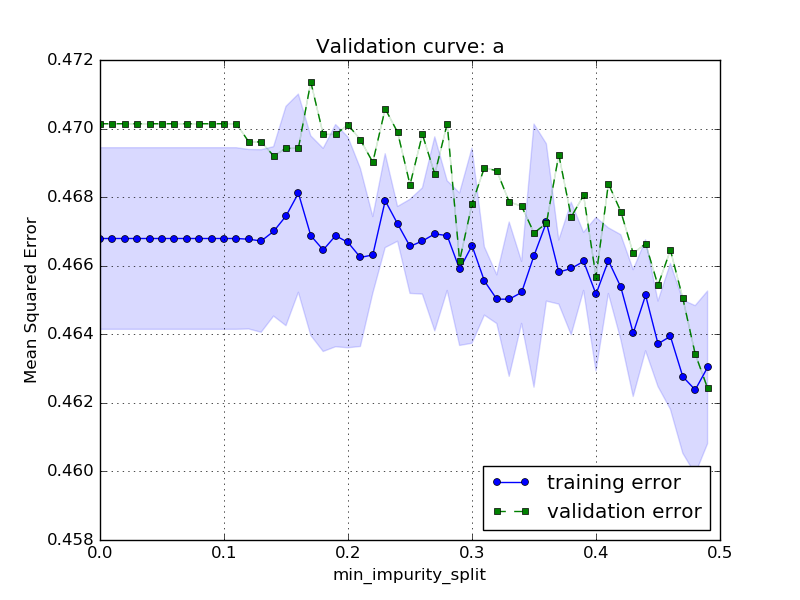 Validation curve: a
Mean Squared Error
0.472
0.470
0.468
0.466
0.464
0.462
0.460
0.458
0.0 0.1 0.2 0.3 0.4 0.5
min_impurity_split
training error
validation error